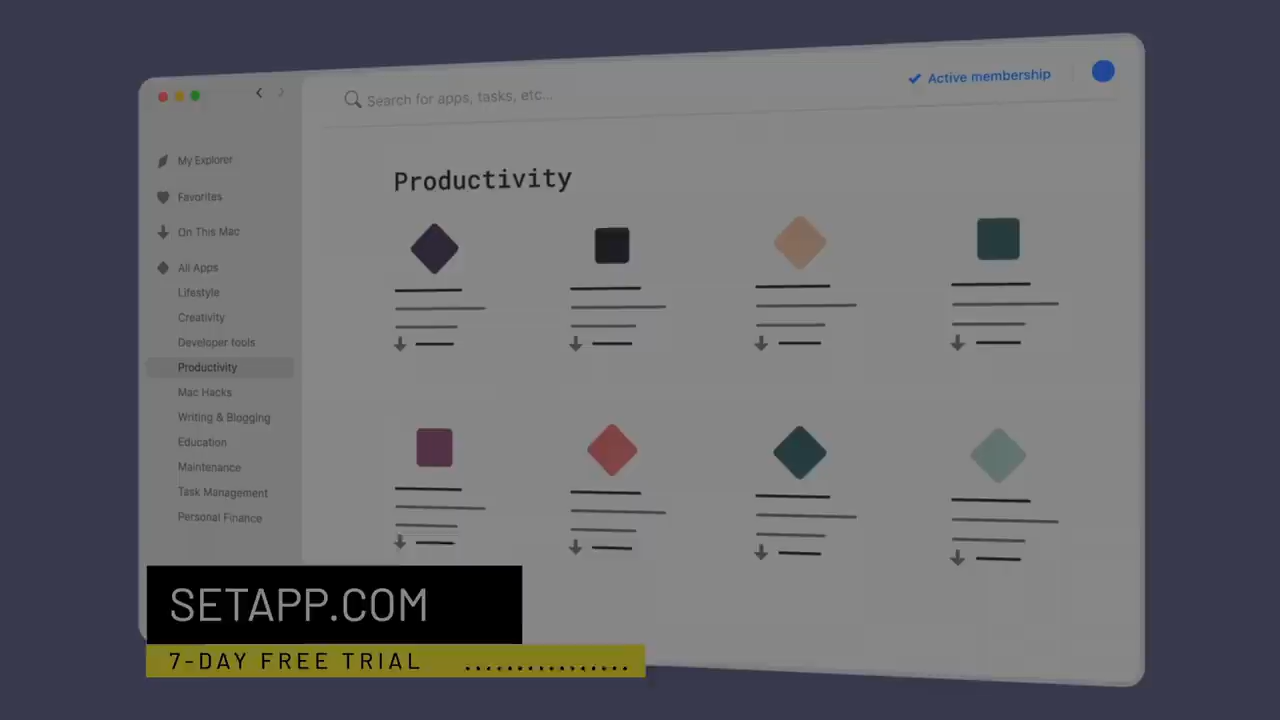 Search for apps, tasks, etc...
Active membership
My Explorer
Favorites
On This Mac
All Apps
Lifestyle
Creativity
Developer tools
Productivity
Mac Hacks
Writing & Blogging
Education
Maintenance
Task Management
Personal Finance
Productivity
SETAPP.COM
7-DAY FREE TRIAL